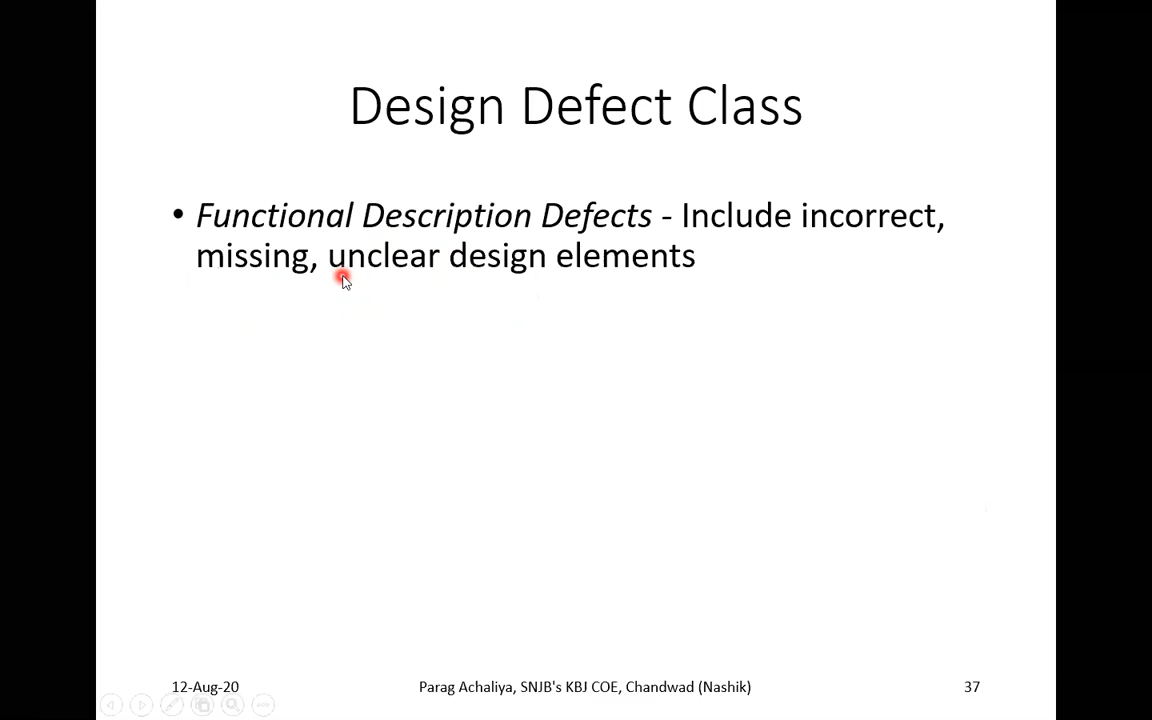 Design Defect Class
• Functional Description Defects - Include incorrect,
missing, unclear design elements
12-Aug-20 Parag Achaliya, SNJB's KBJ COE, Chandwad (Nashik) 37